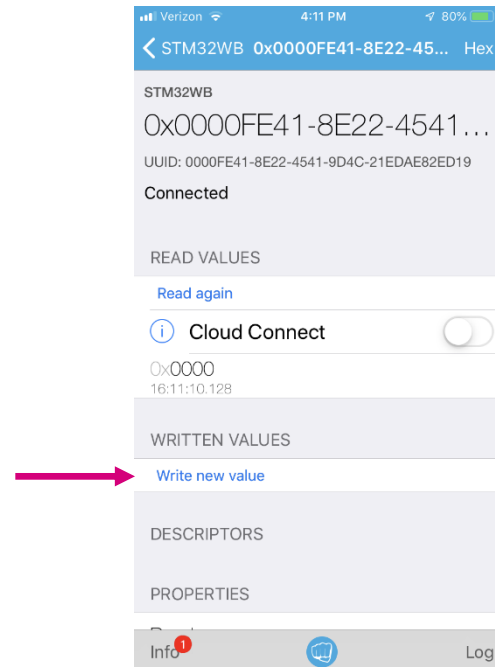 Verizon 4:11 PM 80%
STM32WB 0x0000FE41-8E22-45... Hex
STM32WB
0x0000FE41-8E22-4541...
UUID: 0000FE41-8E22-4541-9D4C-21EDAE82ED19
Connected
READ VALUES
Read again
i Cloud Connect
0x0000
16:11:10.128
WRITTEN VALUES
Write new value
DESCRIPTORS
PROPERTIES
Info 1 Log